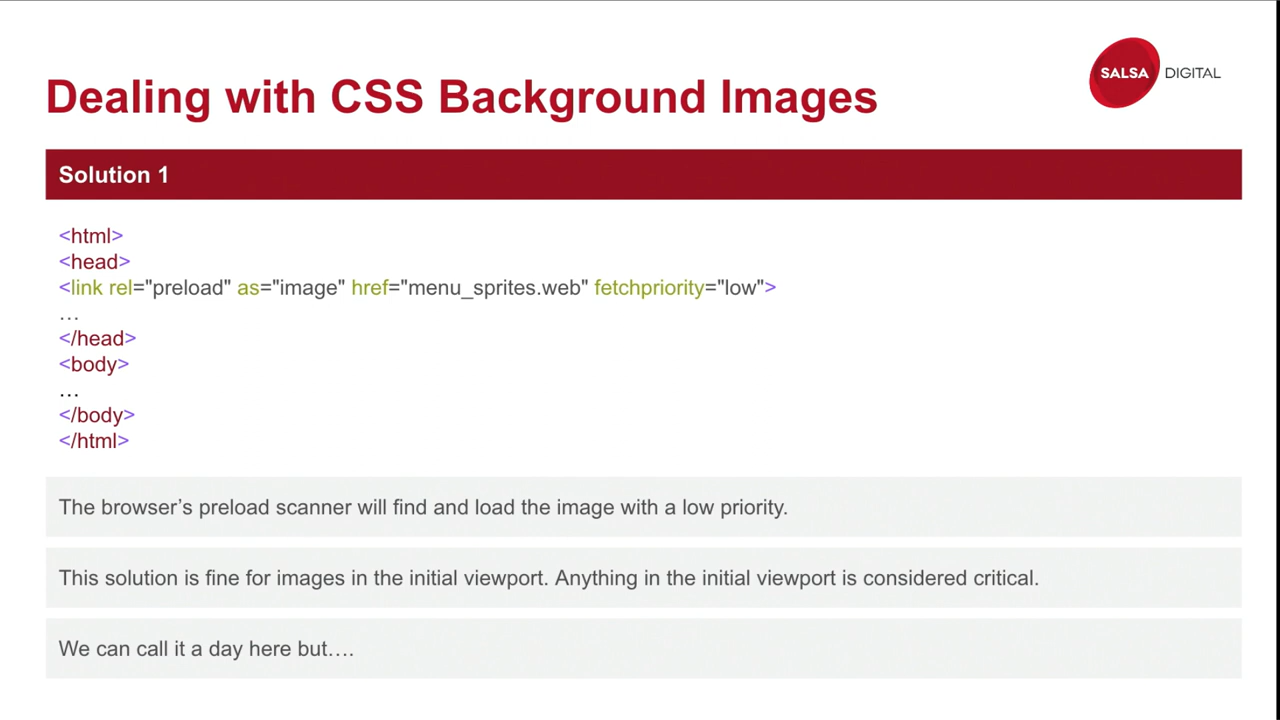 SALSA DIGITAL
Dealing with CSS Background Images
Solution 1
<html>
<head>
<link rel="preload" as="image" href="menu_sprites.web" fetchpriority="low">
…
</head>
<body>
…
</body>
</html>
The browser’s preload scanner will find and load the image with a low priority.
This solution is fine for images in the initial viewport. Anything in the initial viewport is considered critical.
We can call it a day here but….